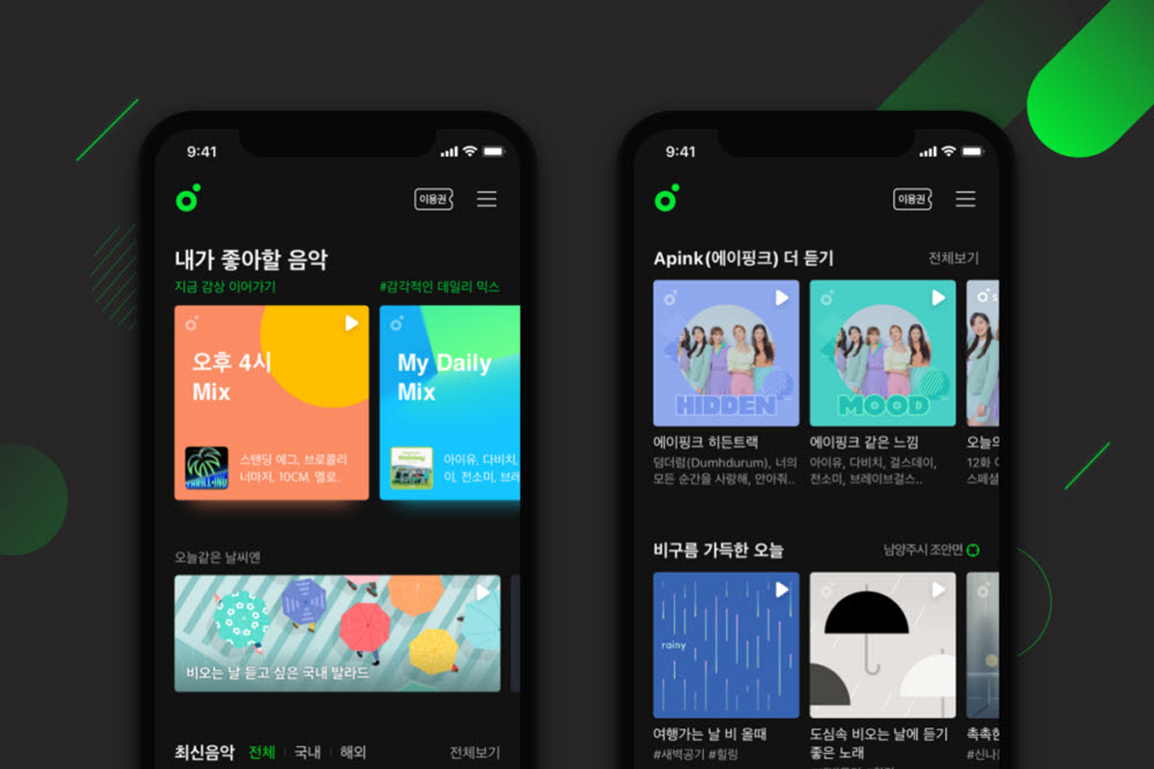 9:41
이용권
내가 좋아할 음악
지금 감상 이어가기
#감각적인 데일리 믹스
오후 4시
Mix
스탠딩 에그, 브로콜리
너마저, 10CM, 멜로..
My Daily
Mix
아이유, 다비치,
이, 전소미, 브레
오늘같은 날씨엔
비오는 날 듣고 싶은 국내 발라드
최신음악 전체 국내 해외 전체보기
9:41
이용권
Apink(에이핑크) 더 듣기 전체보기
HIDDEN
에이핑크 히든트랙
덤더럼(Dumhdurum), 너의
모든 순간을 사랑해, 안아줘..
MOOD
에이핑크 같은 느낌
아이유, 다비치, 걸스데이,
전소미, 브레이브걸스..
오늘의
12화
스페셜
비구름 가득한 오늘 남양주시 조안면
rainy
여행가는 날 비 올때
#새벽공기 #힐링
도심속 비오는 날에 듣기
좋은 노래
촉촉한
#신나는